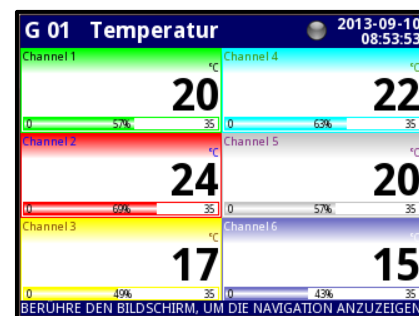 G 01 Temperatur
2013-09-10
08:53:53
Channel 1
°C
20
0 57% 35
Channel 4
°C
22
0 63% 35
Channel 2
°C
24
0 69% 35
Channel 5
°C
20
0 57% 35
Channel 3
°C
17
0 49% 35
Channel 6
°C
15
0 43% 35
BERÜHRE DEN BILDSCHIRM, UM DIE NAVIGATION ANZUZEIGEN